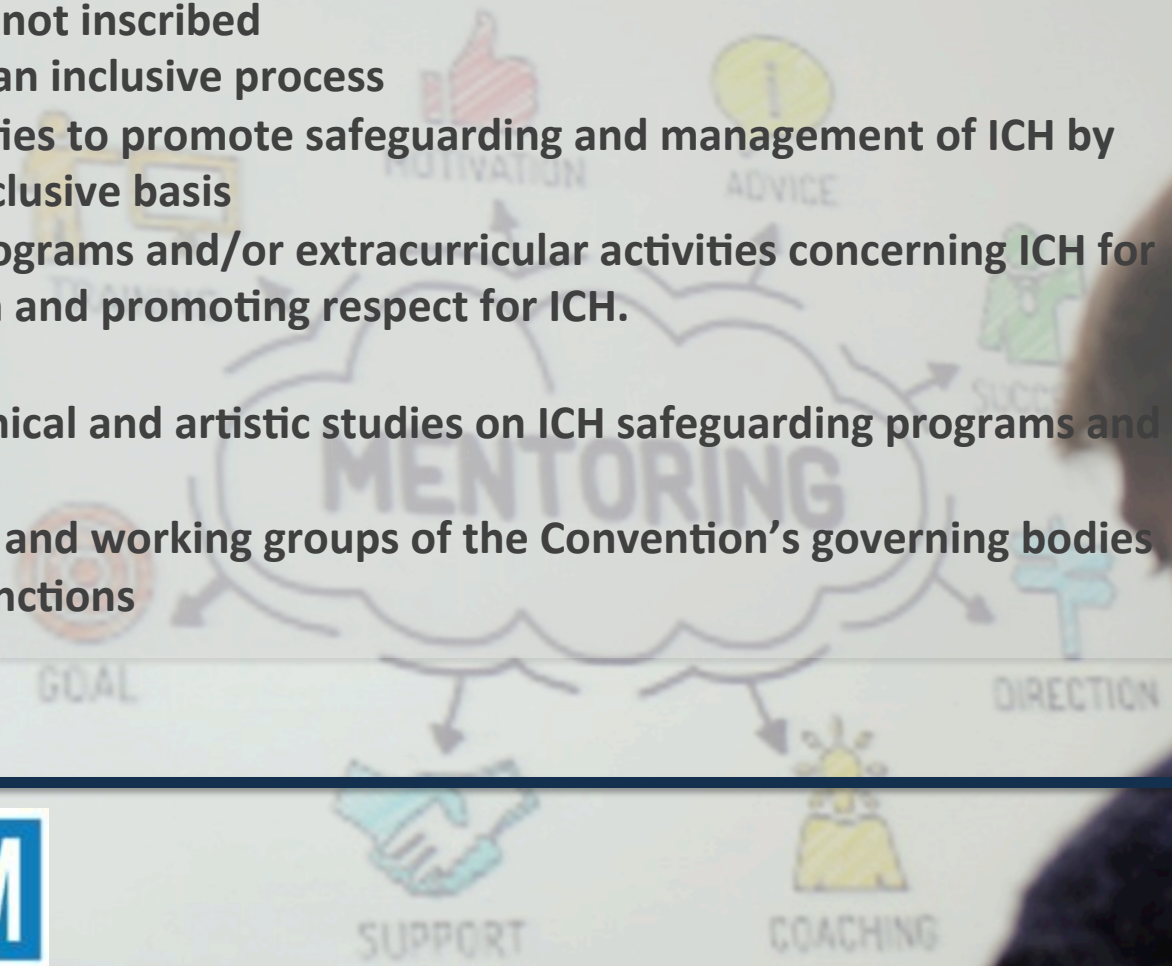 not inscribed
an inclusive process
ies to promote safeguarding and management of ICH by
clusive basis
ograms and/or extracurricular activities concerning ICH for
and promoting respect for ICH.
nical and artistic studies on ICH safeguarding programs and
and working groups of the Convention's governing bodies
nctions
MOTIVATION
ADVICE
TRAINING
SUCCESS
MENTORING
GOAL
DIRECTION
M
SUPPORT
COACHING